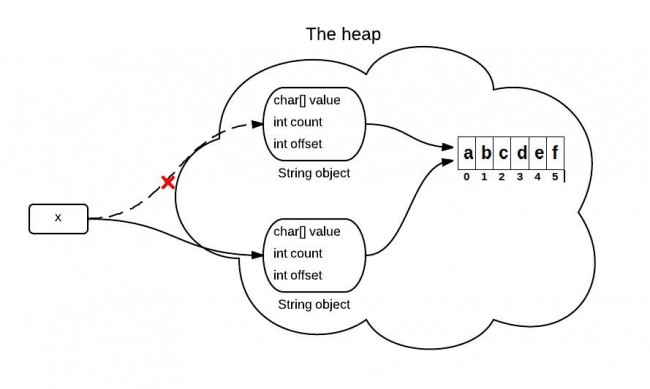 The heap
char[] value
int count
int offset
String object
a b c d e f
0 1 2 3 4 5
x
char[] value
int count
int offset
String object